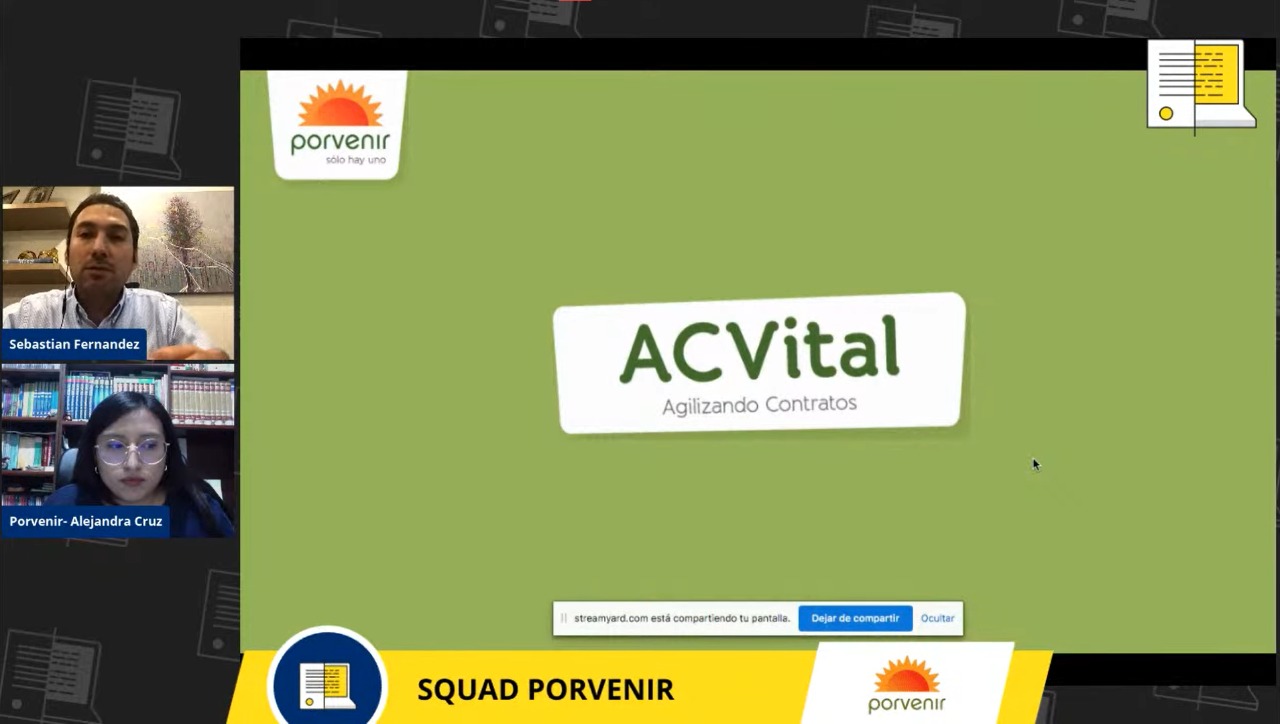 porvenir
sólo hay uno
Sebastian Fernandez
Porvenir- Alejandra Cruz
ACVital
Agilizando Contratos
streamyard.com está compartiendo tu pantalla.
Dejar de compartir
Ocultar
SQUAD PORVENIR
porvenir